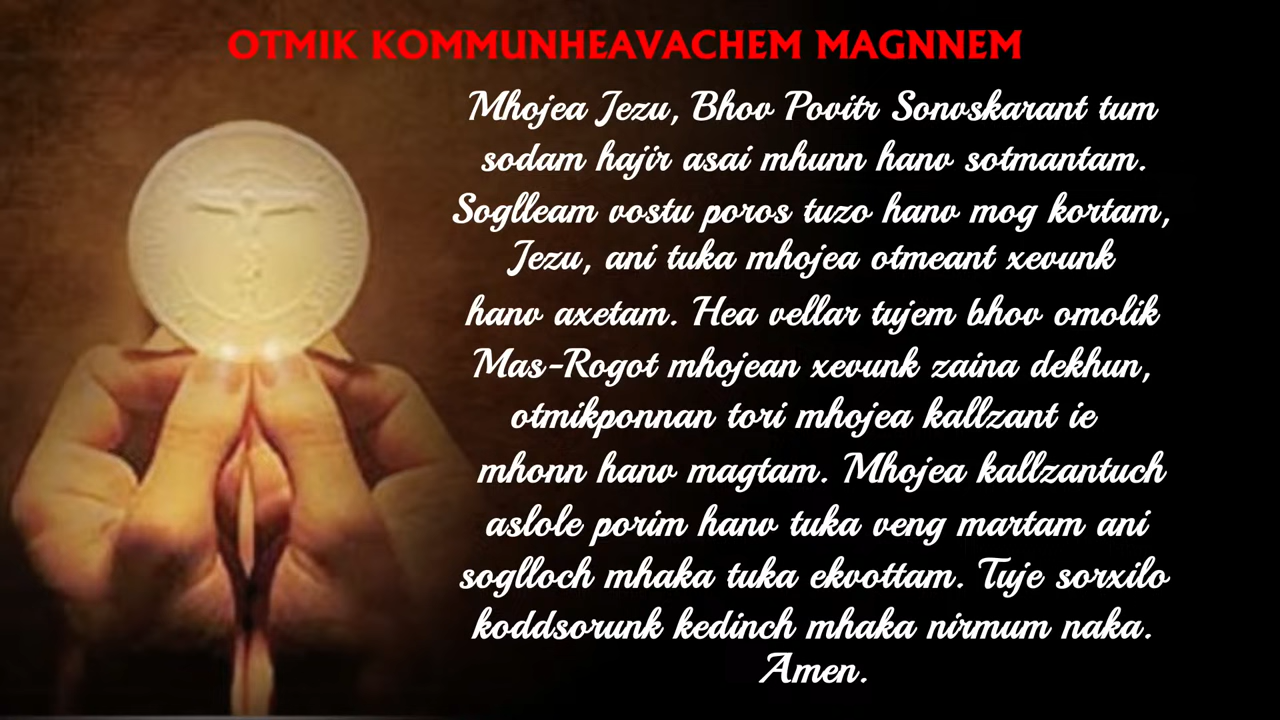 OTMIK KOMMUNHEAVACHEM MAGNNEM
Mhojea Jezu, Bhov Povitr Sonvskarant tum
sodam hajir asai mhunn hanv sotmantam.
Soglleam vostu poros tuzo hanv mog kortam,
Jezu, ani tuka mhojea otmeant xevunk
hanv axetam. Hea vellar tujem bhov omolik
Mas-Rogot mhojean xevunk zaina dekhun,
otmikponnan tori mhojea kallzant ie
mhonn hanv magtam. Mhojea kallzantuch
aslole porim hanv tuka veng martam ani
soglloch mhaka tuka ekvottam. Tuje sorxilo
koddsorunk kedinch mhaka nirmum naka.
Amen.